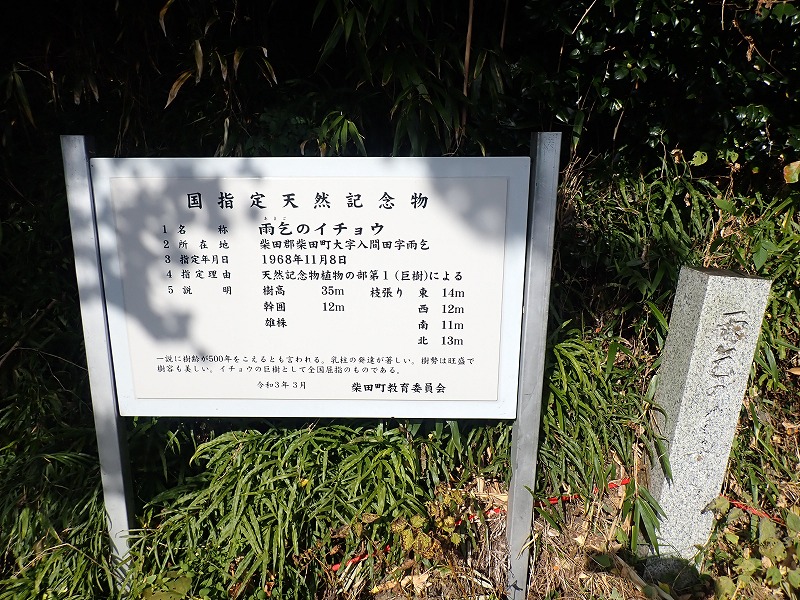 国指定天然記念物
1 名称 雨乞のイチョウ
あまご
2 所在地 柴田郡柴田町大字入間田字雨乞
3 指定年月日 1968年11月8日
4 指定理由 天然記念物植物の部第1(巨樹)による
5 説明 樹高 35m 枝張り 東 14m
幹囲 12m 西 12m
雄株 南 11m
北 13m
一説に樹齢が500年をこえるとも言われる。乳柱の発達が著しい。樹勢は旺盛で
樹容も美しい。イチョウの巨樹として全国屈指のものである。
令和3年3月 柴田町教育委員会